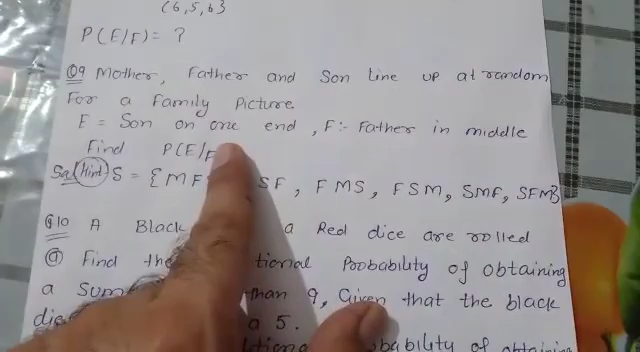 (6,5,6)
P(E/F) = ?
Q9 Mother, Father and Son line up at random
For a Family Picture
E = Son on one end, F:- Father in middle
Find P(E/F
Sol (Hint) S = {MF SF, FMS, FSM, SMF, SFM}
Q10 A Black a Red dice are rolled
(a) Find the tional Probability of obtaining
a Sum than 9, Given that the black
a 5.
bability of obtaining